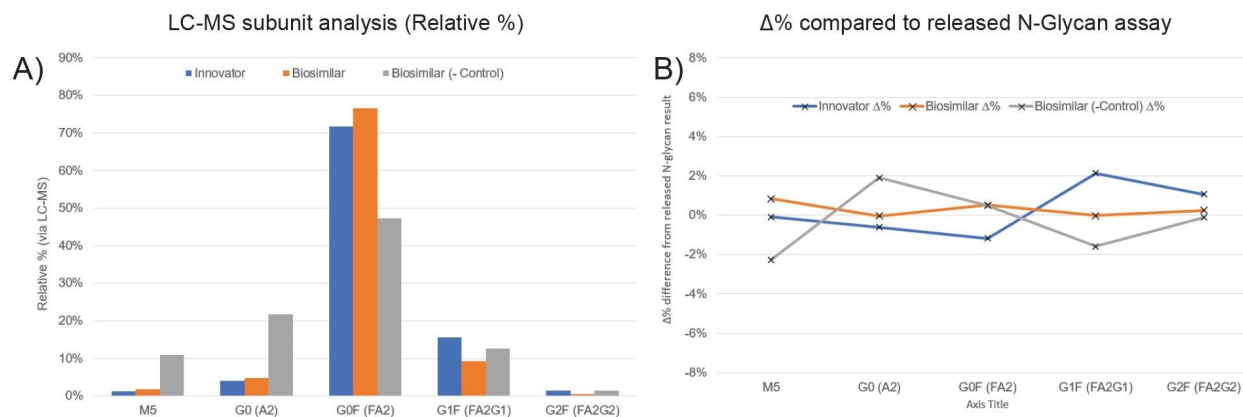 LC-MS subunit analysis (Relative %)
A)
Innovator Biosimilar Biosimilar (- Control)
Relative % (via LC-MS)
90%
80%
70%
60%
50%
40%
30%
20%
10%
0%
M5 G0 (A2) G0F (FA2) G1F (FA2G1) G2F (FA2G2)
Δ% compared to released N-Glycan assay
B)
Innovator Δ% Biosimilar Δ% Biosimilar (-Control) Δ%
Δ% difference from released N-glycan result
8%
6%
4%
2%
0%
-2%
-4%
-6%
-8%
M5 G0 (A2) G0F (FA2) G1F (FA2G1) G2F (FA2G2)
Axis Title